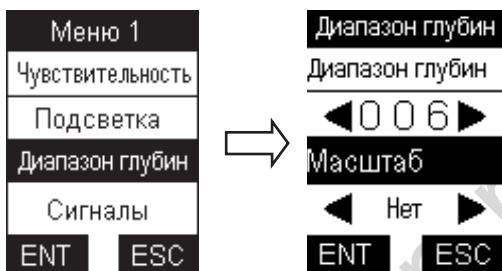 Меню 1
Чувствительность
Подсветка
Диапазон глубин
Сигналы
ENT ESC
Диапазон глубин
Диапазон глубин
006
Масштаб
Нет
ENT ESC